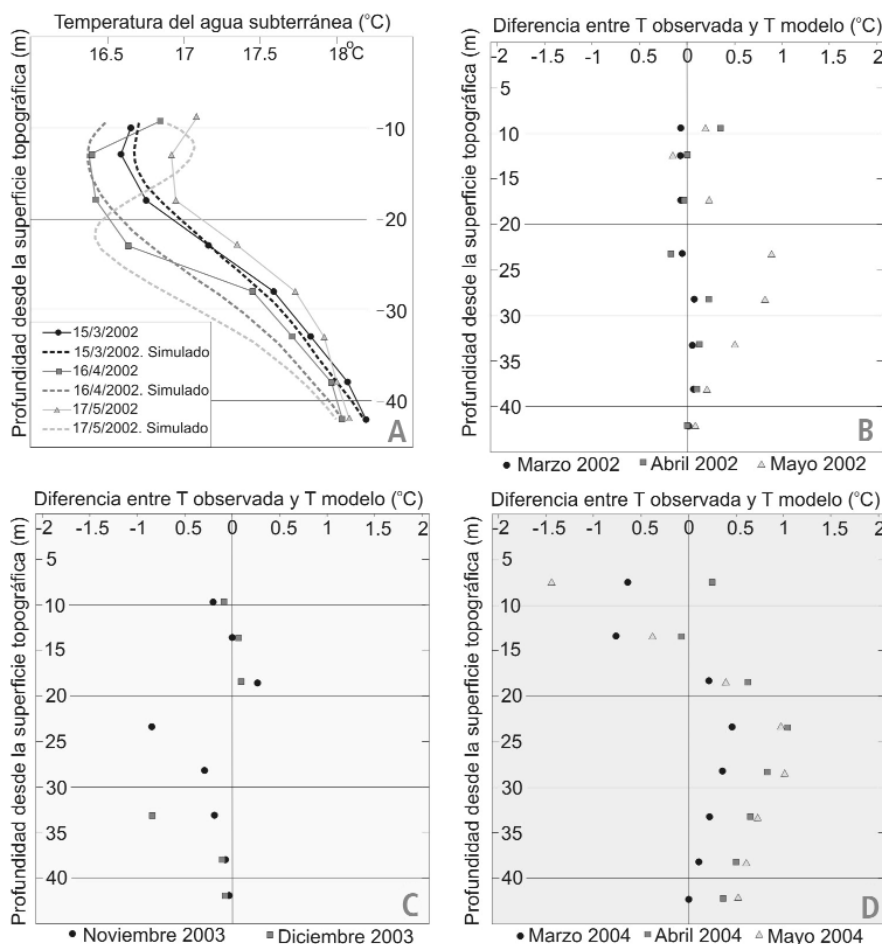 Temperatura del agua subterránea (°C)
16.5 17 17.5 18°C
Profundidad desde la superficie topográfica (m)
-10
-20
-30
-40
15/3/2002
15/3/2002. Simulado
16/4/2002
16/4/2002. Simulado
17/5/2002
17/5/2002. Simulado
A
Diferencia entre T observada y T modelo (°C)
-2 -1.5 -1 -0.5 0 0.5 1 1.5 2
Profundidad desde la superficie topográfica (m)
5
10
15
20
25
30
35
40
B
Marzo 2002 Abril 2002 Mayo 2002
Diferencia entre T observada y T modelo (°C)
-2 -1.5 -1 -0.5 0 0.5 1 1.5 2
Profundidad desde la superficie topográfica (m)
5
10
15
20
25
30
33
40
C
Noviembre 2003 Diciembre 2003
Diferencia entre T observada y T modelo (°C)
-2 -1.5 -1 -0.5 0 0.5 1 1.5 2
Profundidad desde la superficie topográfica (m)
5
10
15
20
25
30
33
40
D
Marzo 2004 Abril 2004 Mayo 2004